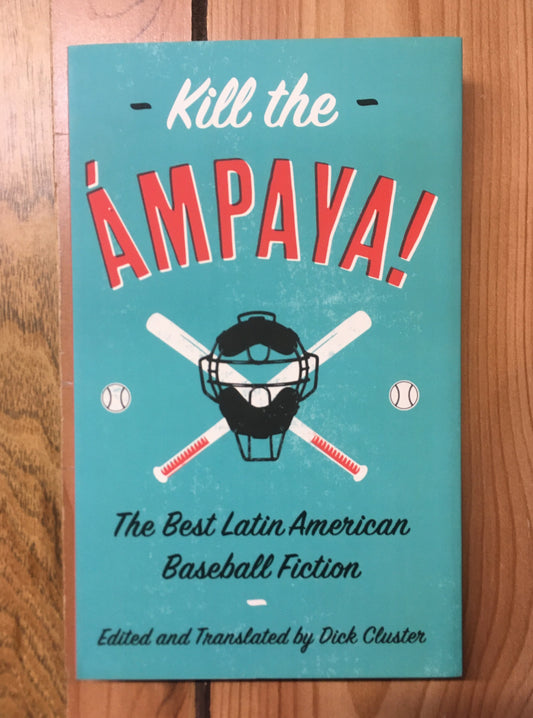 Kill the
ÁMPAYA!
The Best Latin American
Baseball Fiction
Edited and Translated by Dick Cluster